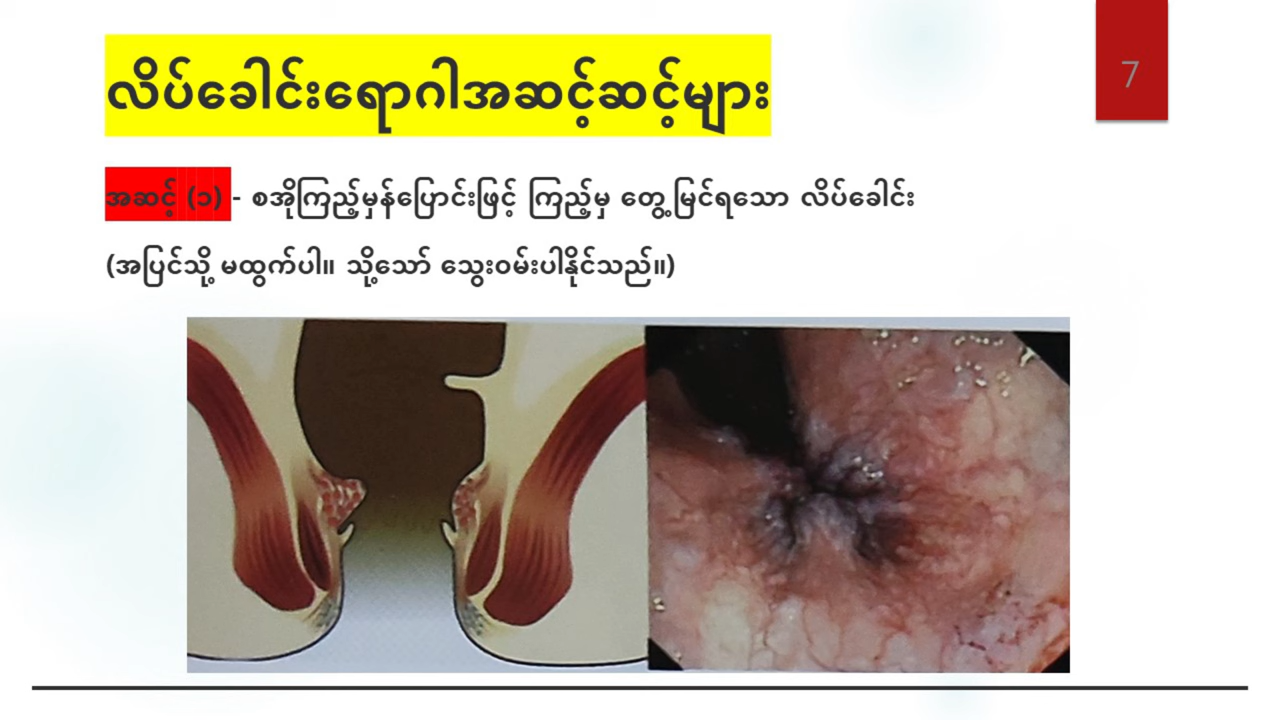 လိပ်ခေါင်းရောဂါအဆင့်ဆင့်များ
7
အဆင့် (၁) - စအိုကြည့်မှန်ပြောင်းဖြင့် ကြည့်မှ တွေ့မြင်ရသော လိပ်ခေါင်း
(အပြင်သို့ မထွက်ပါ။ သို့သော် သွေးဝမ်းပါနိုင်သည်။)